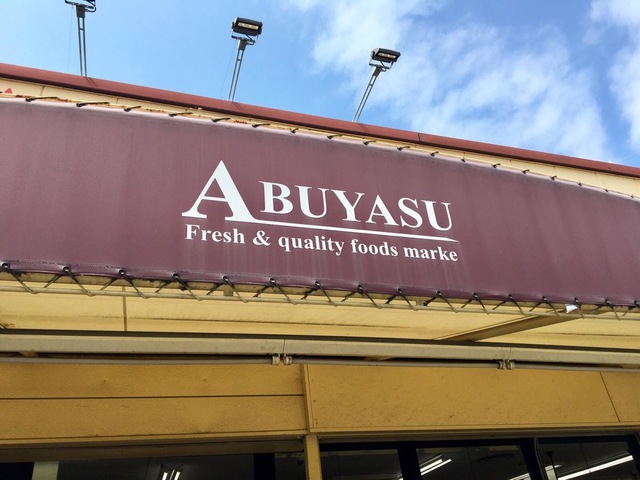 ABUYASU
Fresh & quality foods marke